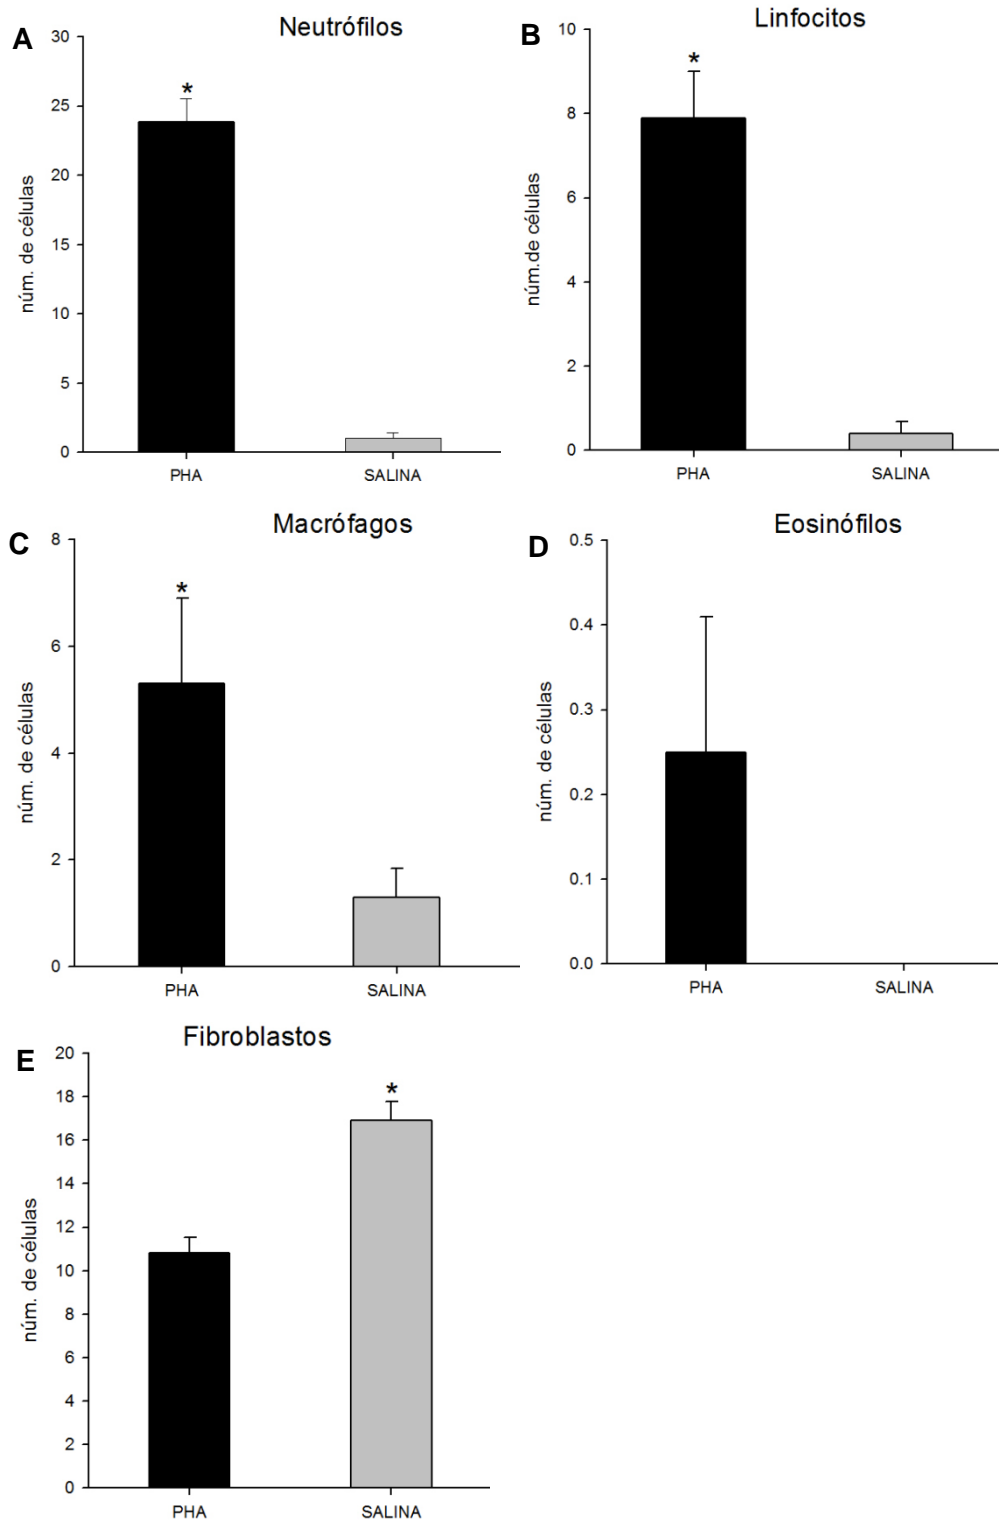 A
Neutrófilos
30
25
20
15
10
5
0
núm. de células
*
PHA
SALINA
B
Linfocitos
10
8
6
4
2
0
núm.de células
*
PHA
SALINA
C
Macrófagos
8
6
4
2
0
núm. de células
*
PHA
SALINA
D
Eosinófilos
0.5
0.4
0.3
0.2
0.1
0.0
núm. de células
PHA
SALINA
E
Fibroblastos
20
18
16
14
12
10
8
6
4
2
0
núm. de células
*
PHA
SALINA